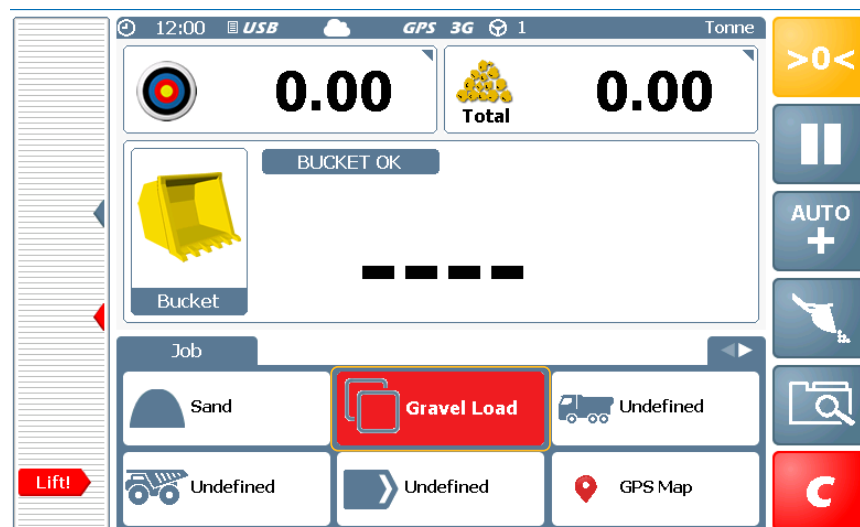 12:00 USB GPS 3G 1 Tonne
>0<
0.00
Total
0.00
BUCKET OK
AUTO
+
----
Bucket
Job
Sand
Gravel Load
Undefined
Lift!
Undefined
Undefined
GPS Map
C